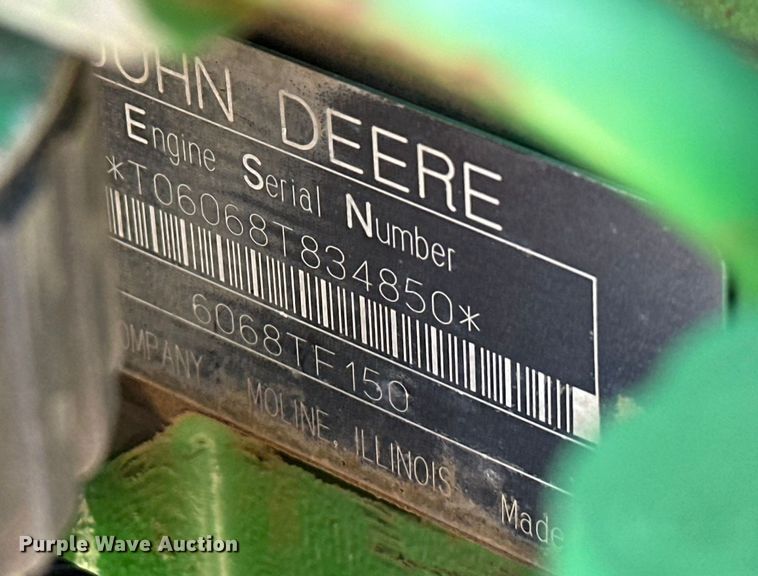 JOHN DEERE
Engine Serial Number
*T06068T834850*
6068TF150
OMPANY MOLINE, ILLINOIS Made
Purple Wave Auction